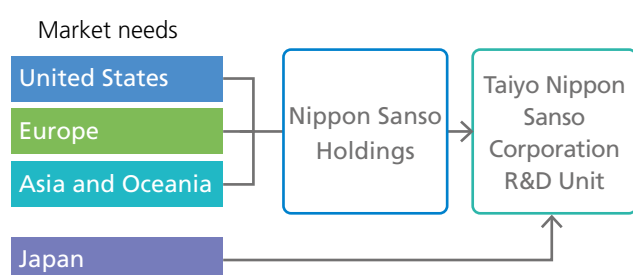 Market needs
United States
Europe
Asia and Oceania
Japan
Nippon Sanso
Holdings
Taiyo Nippon
Sanso
Corporation
R&D Unit